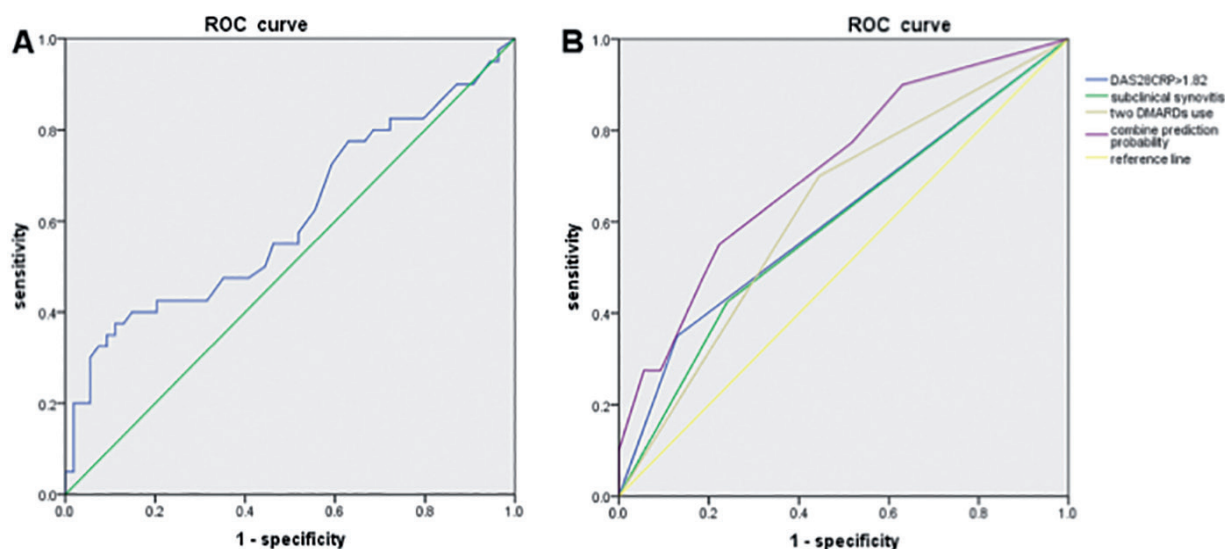 A
ROC curve
1.0
0.8
0.6
0.4
0.2
0.0
sensitivity
0.0 0.2 0.4 0.6 0.8 1.0
1 - specificity
B
ROC curve
1.0
0.8
0.6
0.4
0.2
0.0
sensitivity
0.0 0.2 0.4 0.6 0.8 1.0
1 - specificity
DAS28CRP>1.82
subclinical synovitis
two DMARDs use
combine prediction
probability
reference line